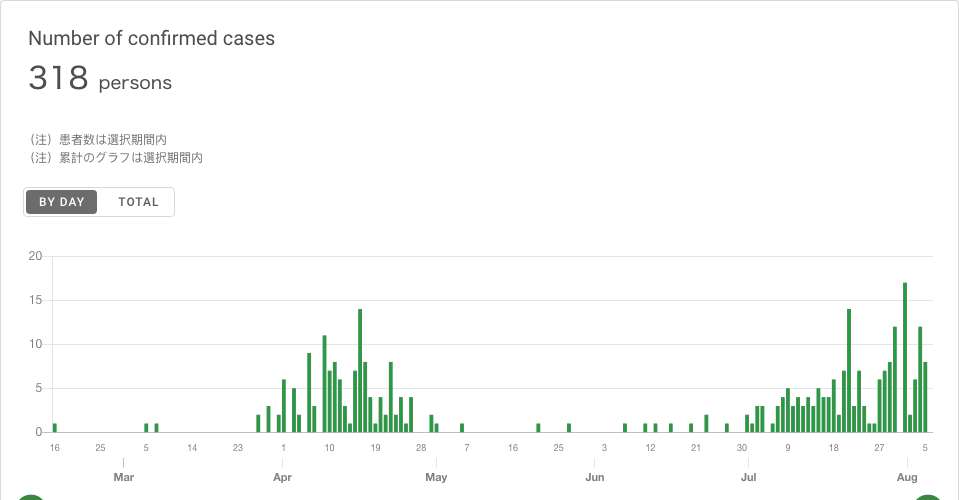 Number of confirmed cases
318 persons
（注）患者数は選択期間内
（注）累計のグラフは選択期間内
BY DAY TOTAL
20
15
10
5
0
16 25 5 14 23 1 10 19 28 7 16 25 3 12 21 30 9 18 27 5
Mar Apr May Jun Jul Aug